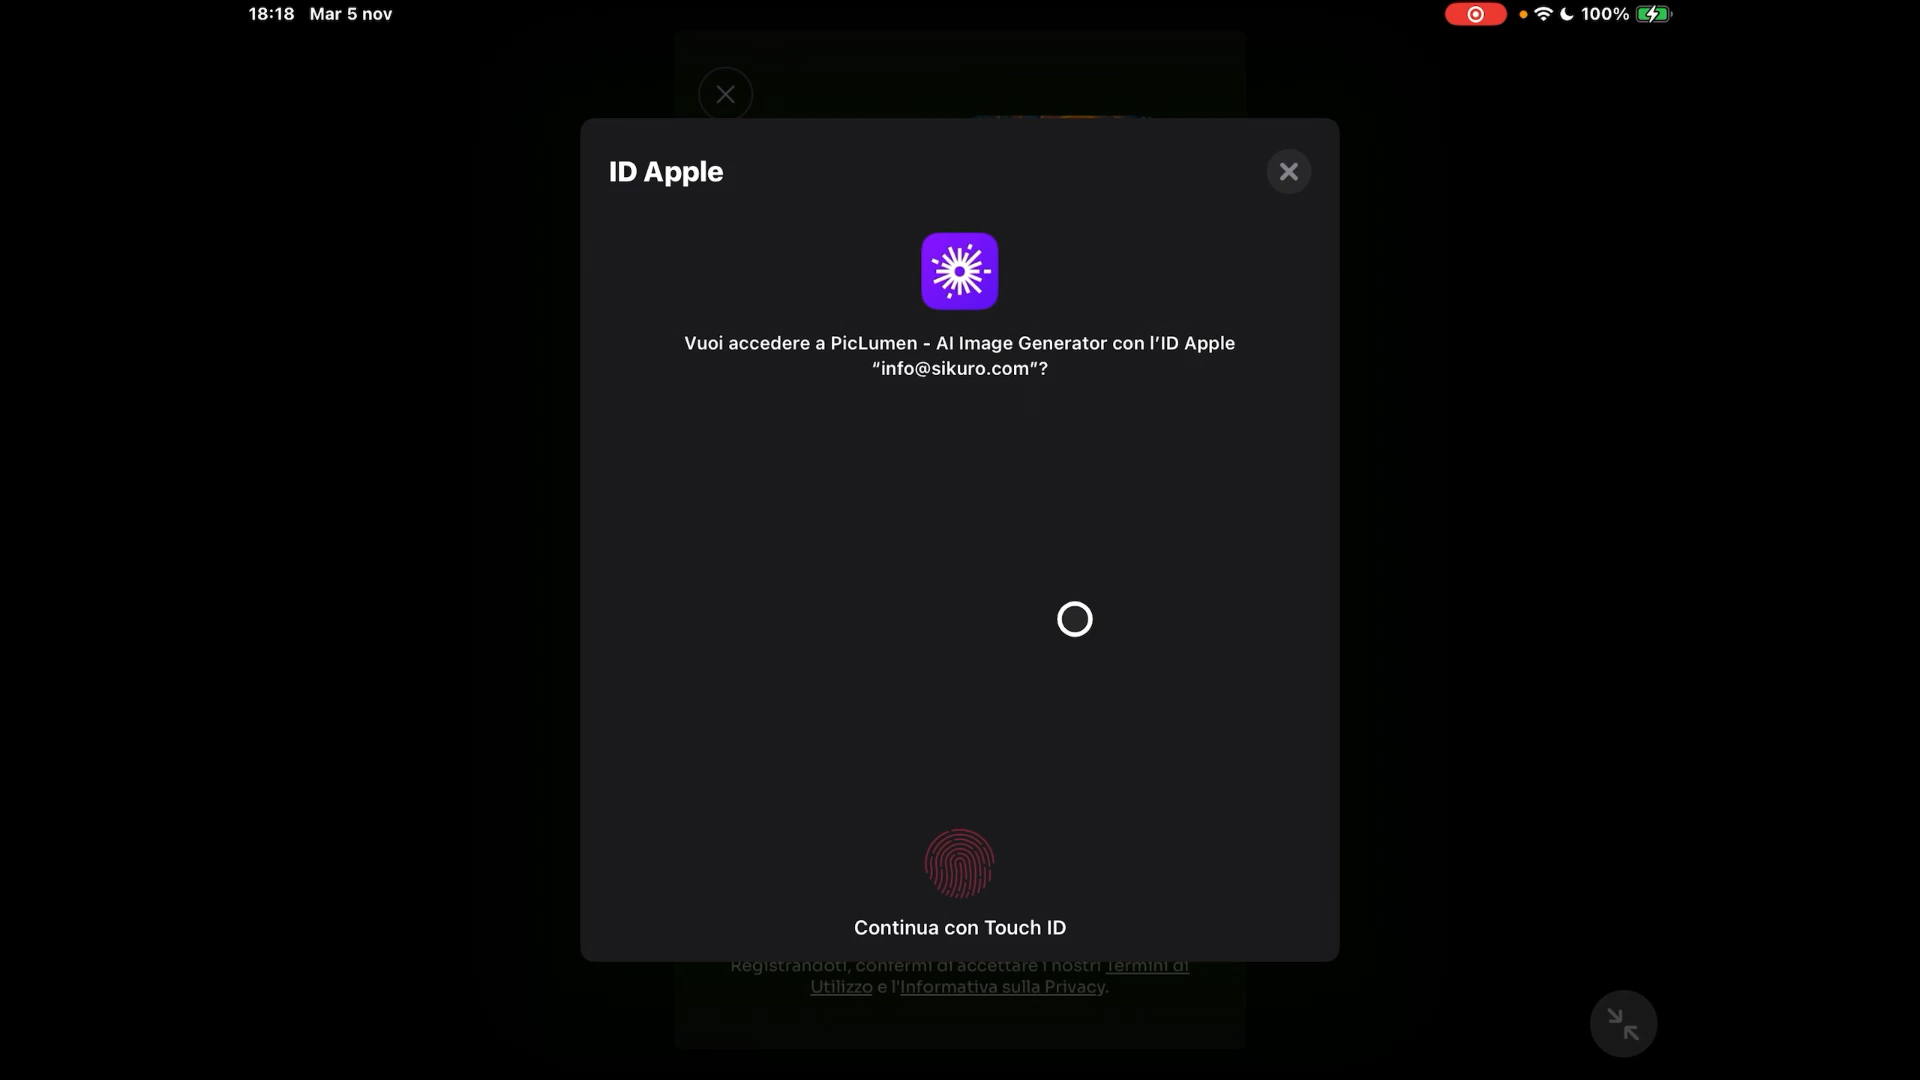 18:18 Mar 5 nov
100%
ID Apple
Vuoi accedere a PicLumen - AI Image Generator con l’ID Apple
“info@sikuro.com”?
Continua con Touch ID
Registrandoti, confermi di accettare i nostri Termini di
Utilizzo e l'Informativa sulla Privacy.